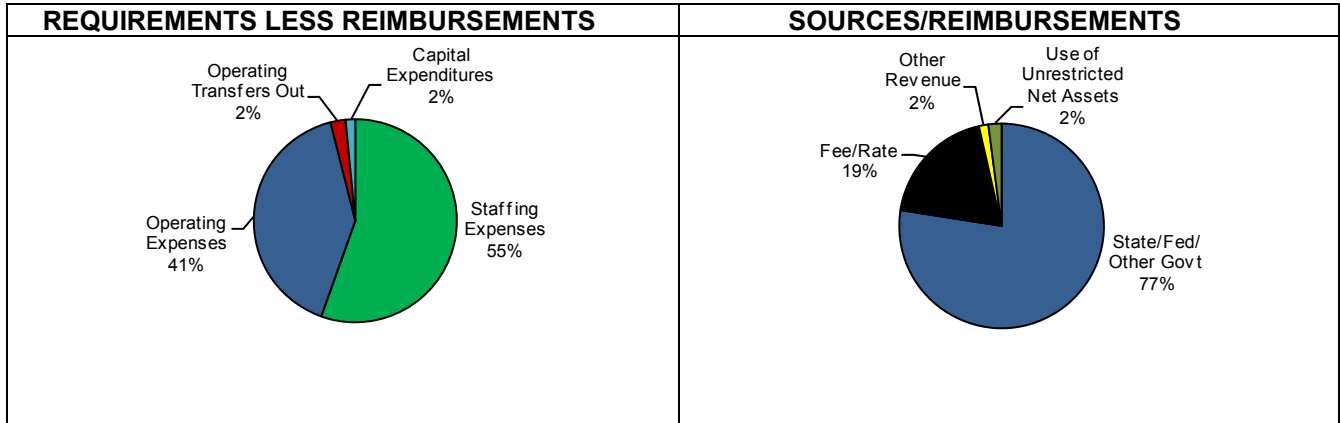 REQUIREMENTS LESS REIMBURSEMENTS
Operating
Transfers Out
2%
Capital
Expenditures
2%
Operating
Expenses
41%
Staffing
Expenses
55%
SOURCES/REIMBURSEMENTS
Other
Revenue
2%
Use of
Unrestricted
Net Assets
2%
Fee/Rate
19%
State/Fed/
Other Govt
77%